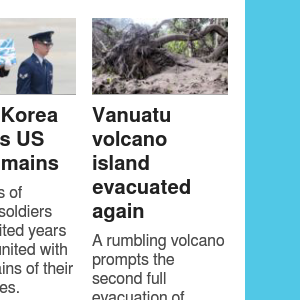 Korea
s US
mains
s of
soldiers
ited years
united with
ins of their
es.
Vanuatu
volcano
island
evacuated
again
A rumbling volcano
prompts the
second full
evacuation of